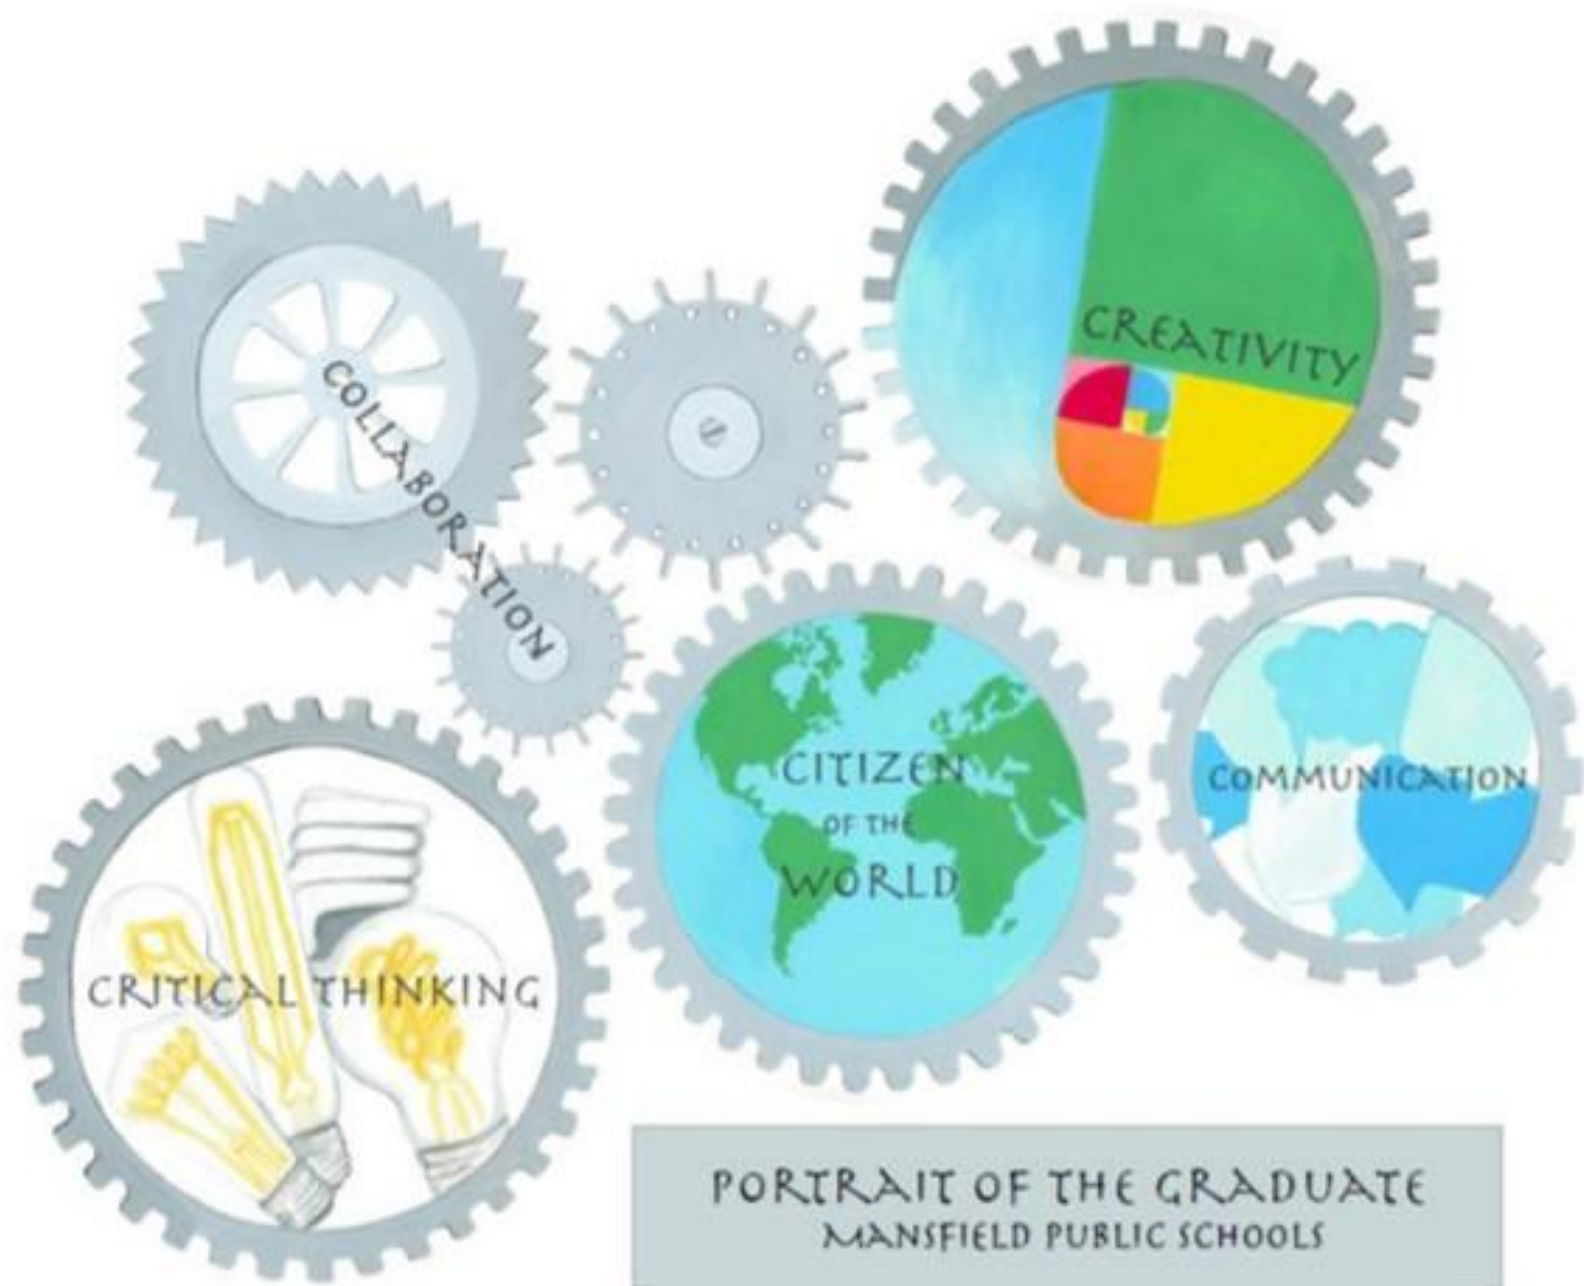 CREATIVITY
COLLABORATION
CITIZEN
OF THE
WORLD
COMMUNICATION
CRITICAL THINKING
PORTRAIT OF THE GRADUATE
MANSFIELD PUBLIC SCHOOLS